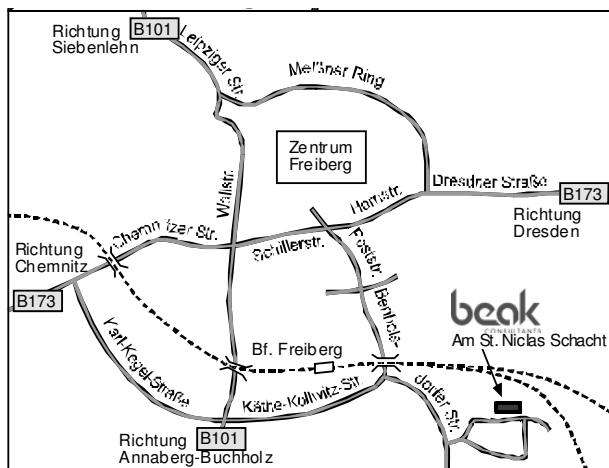 Richtung
Siebenlehn
B101
Leipziger Str.
Meißner Ring
Zentrum
Freiberg
Wallstr.
Hornstr.
Dresdner Straße
B173
Richtung
Dresden
Chemnitzer Str.
Schillerstr.
Poststr.
Richtung
Chemnitz
B173
Berthels-
dorfer Str.
beak
CONSULTANTS
Am St. Niclas Schacht
Bf. Freiberg
Karl-Kegel-Straße
Käthe-Kollwitz-Str.
Richtung
B101
Annaberg-Buchholz